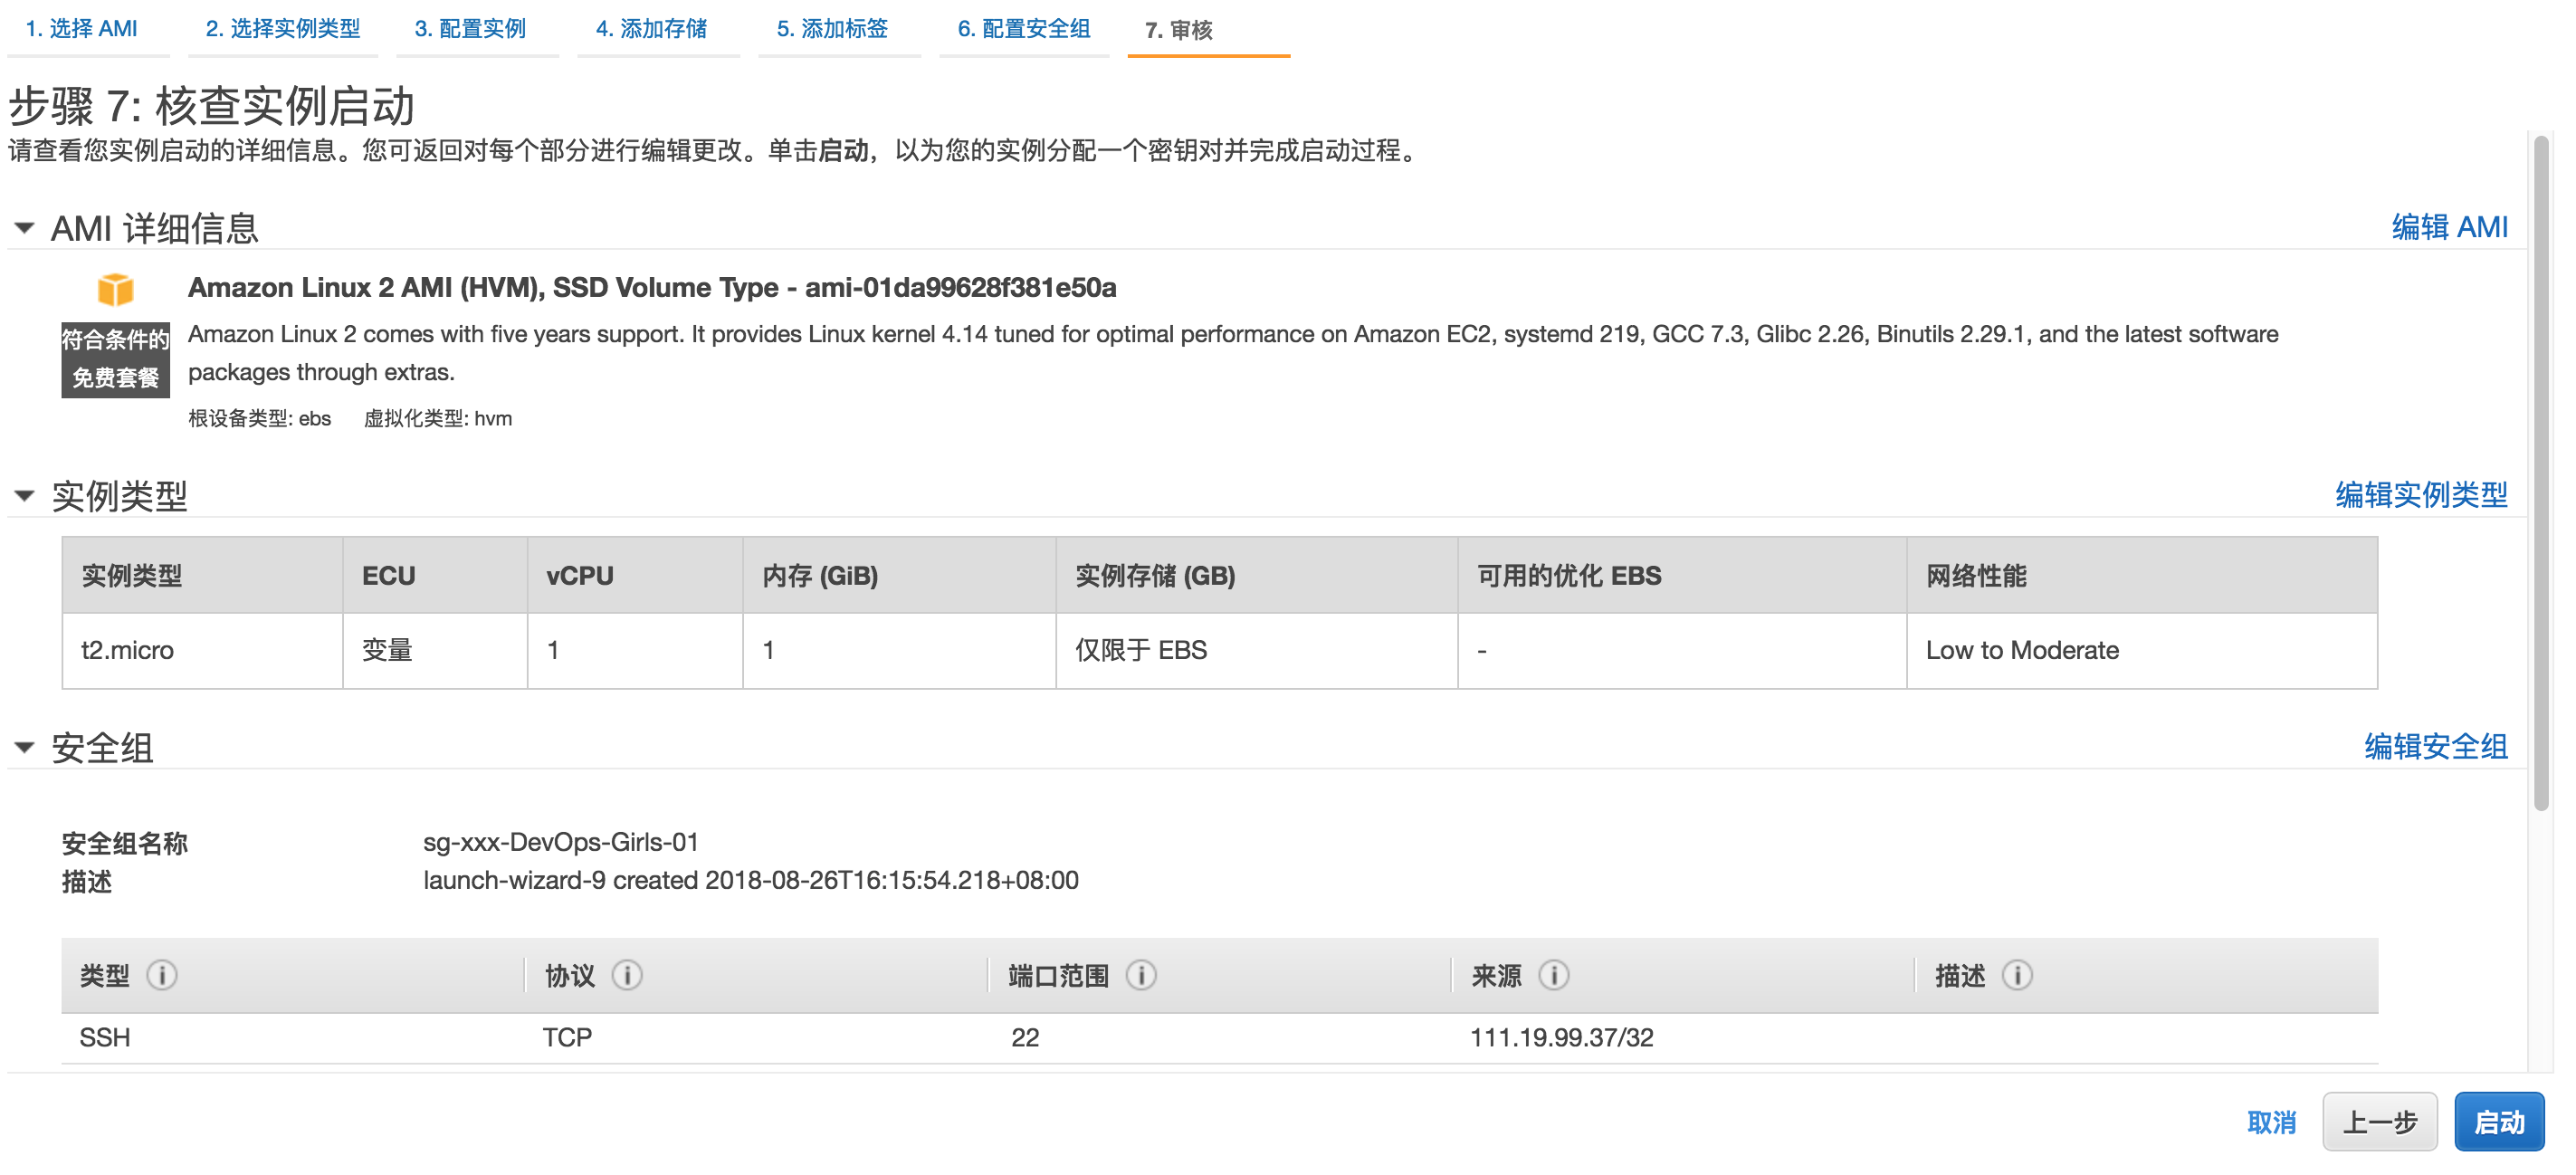 1. 选择 AMI 2. 选择实例类型 3. 配置实例 4. 添加存储 5. 添加标签 6. 配置安全组 7. 审核
步骤 7: 核查实例启动
请查看您实例启动的详细信息。您可返回对每个部分进行编辑更改。单击启动，以为您的实例分配一个密钥对并完成启动过程。
AMI 详细信息 编辑 AMI
Amazon Linux 2 AMI (HVM), SSD Volume Type - ami-01da99628f381e50a
符合条件的
免费套餐
Amazon Linux 2 comes with five years support. It provides Linux kernel 4.14 tuned for optimal performance on Amazon EC2, systemd 219, GCC 7.3, Glibc 2.26, Binutils 2.29.1, and the latest software
packages through extras.
根设备类型: ebs 虚拟化类型: hvm
实例类型 编辑实例类型
实例类型 ECU vCPU 内存 (GiB) 实例存储 (GB) 可用的优化 EBS 网络性能
t2.micro 变量 1 1 仅限于 EBS - Low to Moderate
安全组 编辑安全组
安全组名称 sg-xxx-DevOps-Girls-01
描述 launch-wizard-9 created 2018-08-26T16:15:54.218+08:00
类型 协议 端口范围 来源 描述
SSH TCP 22 111.19.99.37/32
取消 上一步 启动